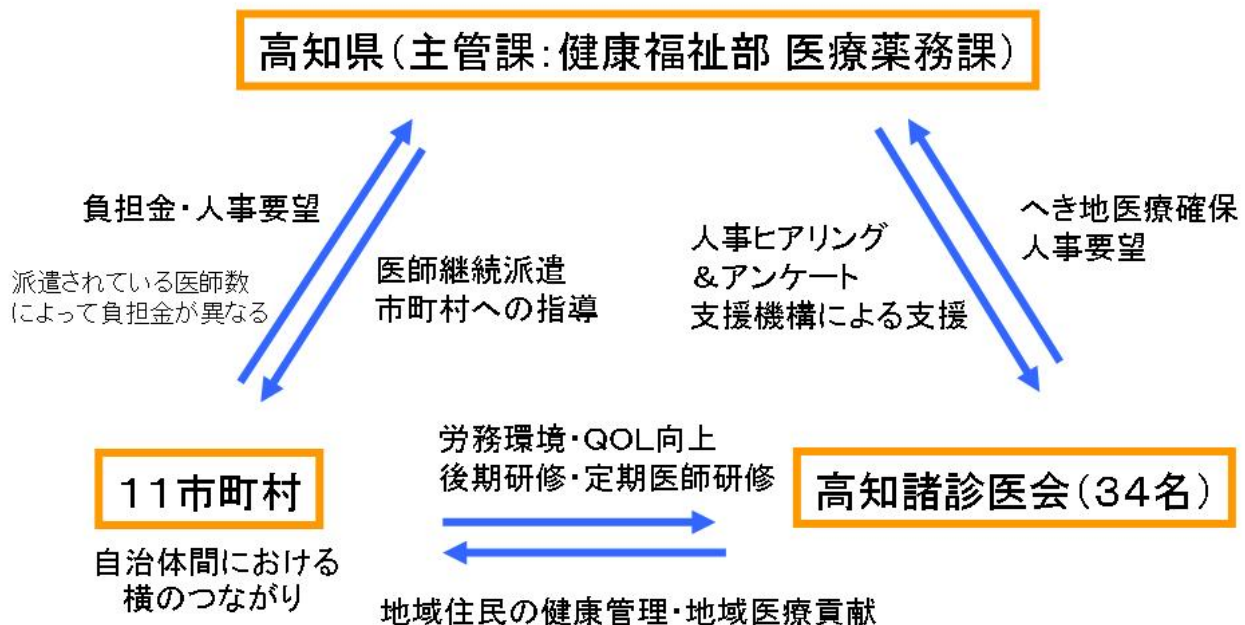 高知県(主管課:健康福祉部 医療薬務課)
負担金・人事要望
派遣されている医師数
によって負担金が異なる
医師継続派遣
市町村への指導
人事ヒアリング
&アンケート
支援機構による支援
へき地医療確保
人事要望
11市町村
自治体間における
横のつながり
労務環境・QOL向上
後期研修・定期医師研修
高知諸診医会(34名)
地域住民の健康管理・地域医療貢献